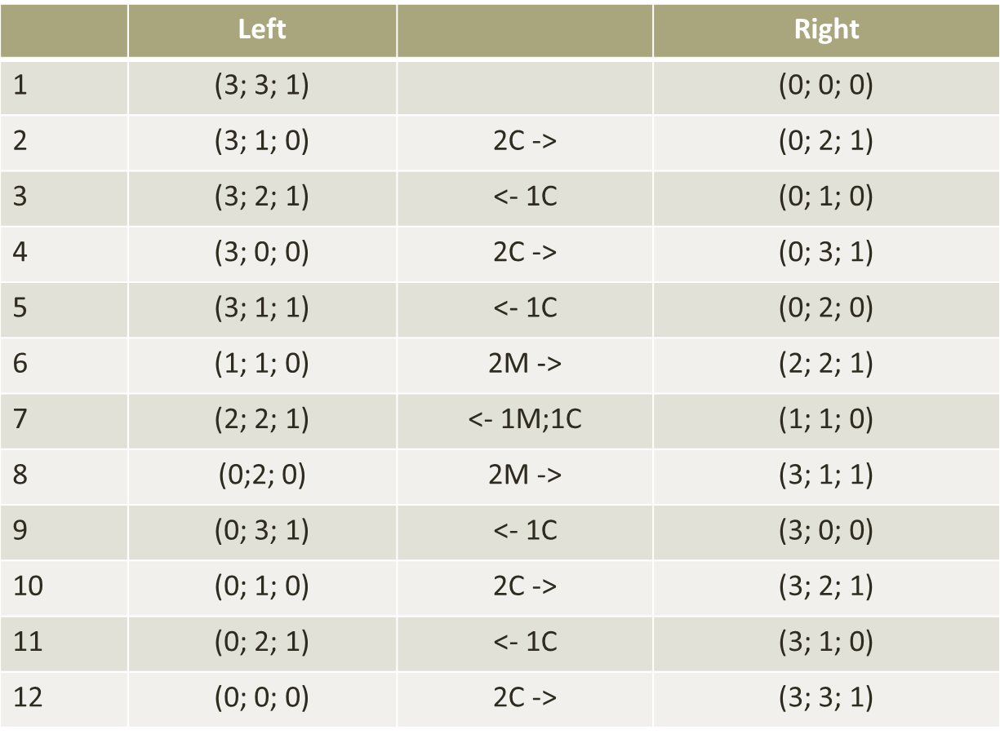 Left Right
1 (3; 3; 1) (0; 0; 0)
2 (3; 1; 0) 2C -> (0; 2; 1)
3 (3; 2; 1) <- 1C (0; 1; 0)
4 (3; 0; 0) 2C -> (0; 3; 1)
5 (3; 1; 1) <- 1C (0; 2; 0)
6 (1; 1; 0) 2M -> (2; 2; 1)
7 (2; 2; 1) <- 1M;1C (1; 1; 0)
8 (0;2; 0) 2M -> (3; 1; 1)
9 (0; 3; 1) <- 1C (3; 0; 0)
10 (0; 1; 0) 2C -> (3; 2; 1)
11 (0; 2; 1) <- 1C (3; 1; 0)
12 (0; 0; 0) 2C -> (3; 3; 1)